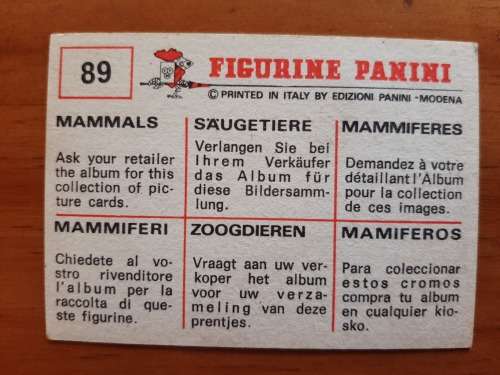 89
FIGURINE PANINI
© PRINTED IN ITALY BY EDIZIONI PANINI - MODENA
MAMMALS
Ask your retailer
the album for this
collection of pic-
ture cards.
SÄUGETIERE
Verlangen Sie bei
Ihrem Verkäufer
das Album für
diese Bildersamm-
lung.
MAMMIFERES
Demandez à votre
détaillant l'Album
pour la collection
de ces images.
MAMMIFERI
Chiedete al vo-
stro rivenditore
l'album per la
raccolta di que-
ste figurine.
ZOOGDIEREN
Vraagt aan uw ver-
koper het album
voor uw verza-
meling van deze
prentjes.
MAMIFEROS
Para coleccionar
estos cromos
compra tu album
en cualquier kio-
sko.